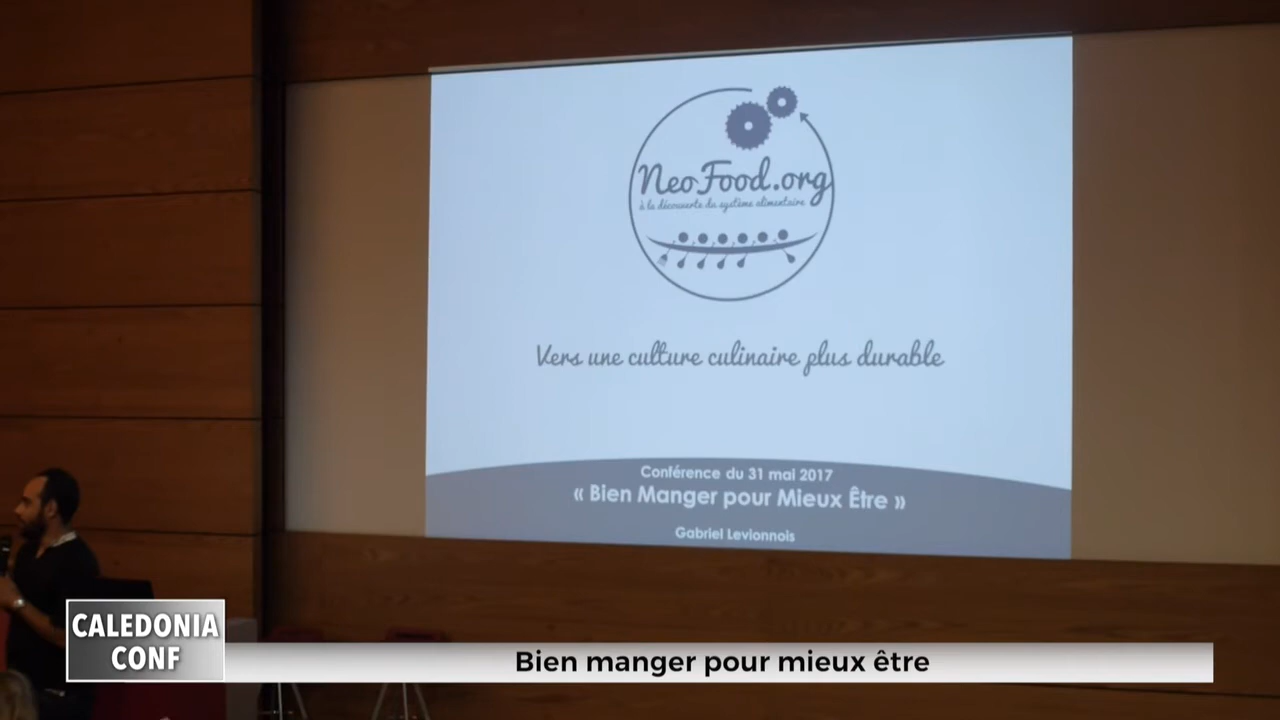 NeoFood.org
à la découverte du système alimentaire
Vers une culture culinaire plus durable
Conférence du 31 mai 2017
« Bien Manger pour Mieux Être »
Gabriel Levionnois
CALEDONIA
CONF
Bien manger pour mieux être